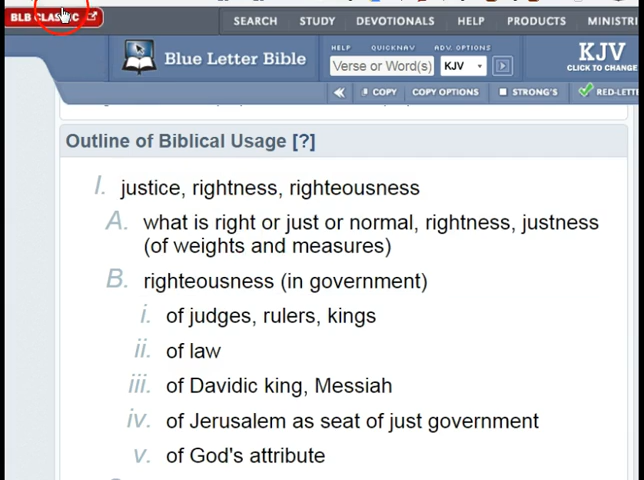 BLB CLASSIC
SEARCH STUDY DEVOTIONALS HELP PRODUCTS MINISTRI
HELP QUICKNAV ADV. OPTIONS
Blue Letter Bible
Verse or Word(s) KJV
KJV
CLICK TO CHANGE
COPY COPY OPTIONS STRONG'S RED-LETT
Outline of Biblical Usage [?]
I. justice, rightness, righteousness
A. what is right or just or normal, rightness, justness
(of weights and measures)
B. righteousness (in government)
i. of judges, rulers, kings
ii. of law
iii. of Davidic king, Messiah
iv. of Jerusalem as seat of just government
v. of God's attribute